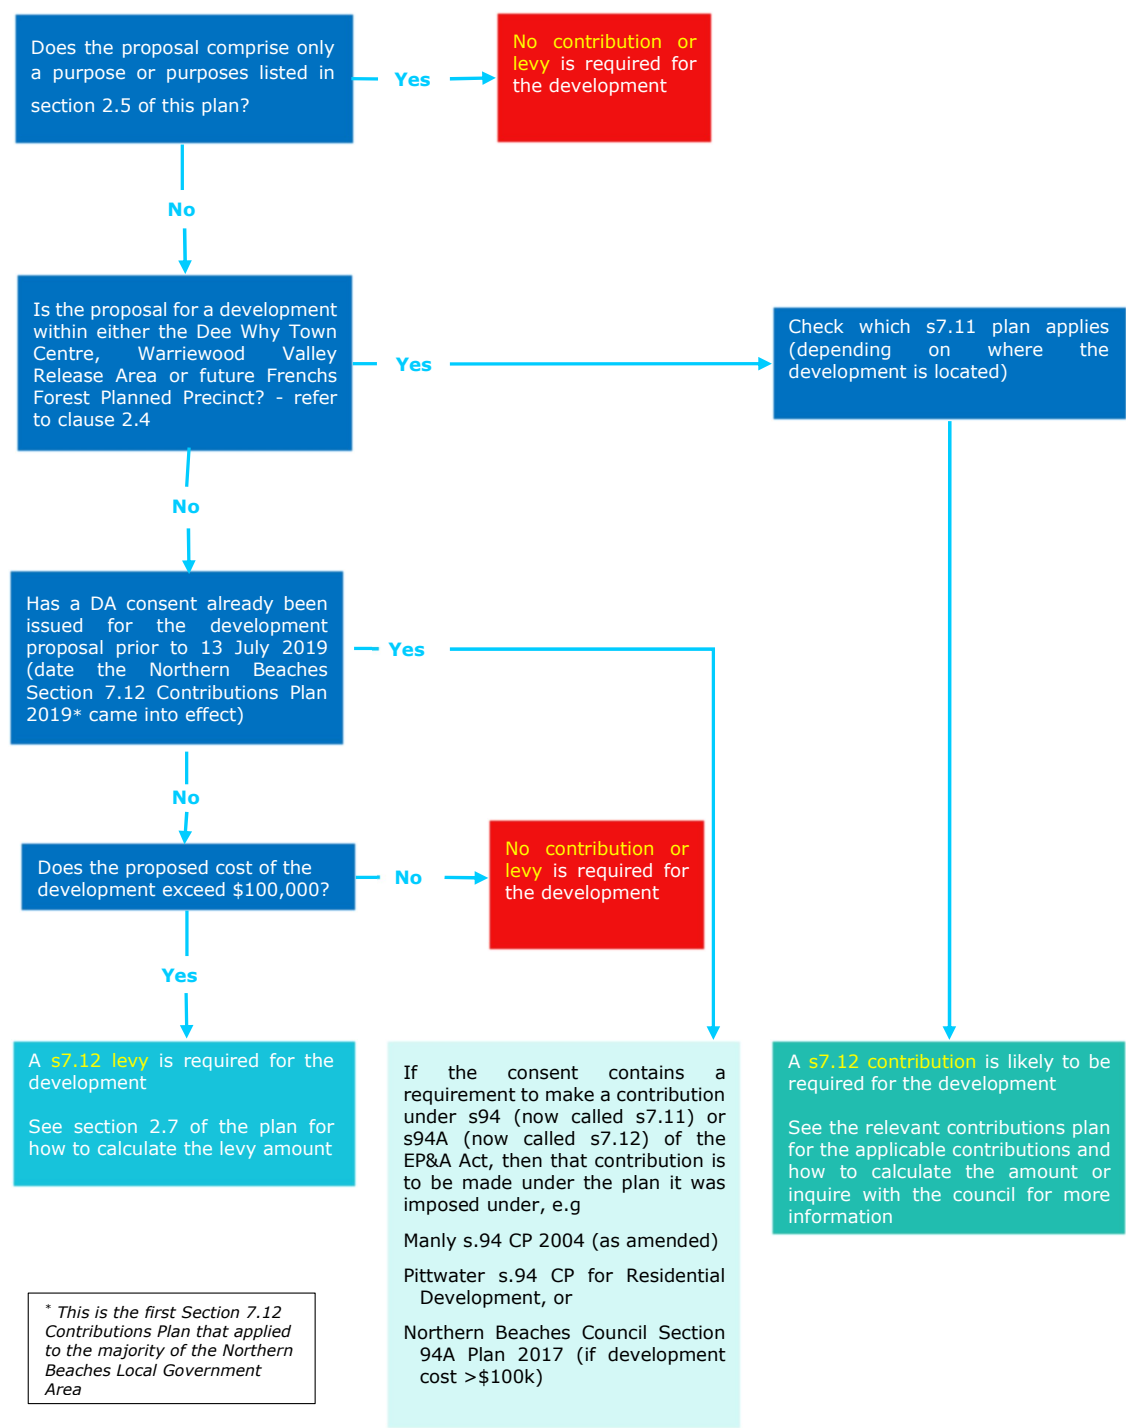 Does the proposal comprise only
a purpose or purposes listed in
section 2.5 of this plan?
Yes
No contribution or
levy is required for
the development
No
Is the proposal for a development
within either the Dee Why Town
Centre, Warriewood Valley
Release Area or future Frenchs
Forest Planned Precinct? - refer
to clause 2.4
Yes
Check which s7.11 plan applies
(depending on where the
development is located)
No
Has a DA consent already been
issued for the development
proposal prior to 13 July 2019
(date the Northern Beaches
Section 7.12 Contributions Plan
2019* came into effect)
Yes
No
Does the proposed cost of the
development exceed $100,000?
No
No contribution or
levy is required for
the development
Yes
A s7.12 levy is required for the
development
See section 2.7 of the plan for
how to calculate the levy amount
If the consent contains a
requirement to make a contribution
under s94 (now called s7.11) or
s94A (now called s7.12) of the
EP&A Act, then that contribution is
to be made under the plan it was
imposed under, e.g
Manly s.94 CP 2004 (as amended)
Pittwater s.94 CP for Residential
Development, or
Northern Beaches Council Section
94A Plan 2017 (if development
cost >$100k)
A s7.12 contribution is likely to be
required for the development
See the relevant contributions plan
for the applicable contributions and
how to calculate the amount or
inquire with the council for more
information
* This is the first Section 7.12
Contributions Plan that applied
to the majority of the Northern
Beaches Local Government
Area